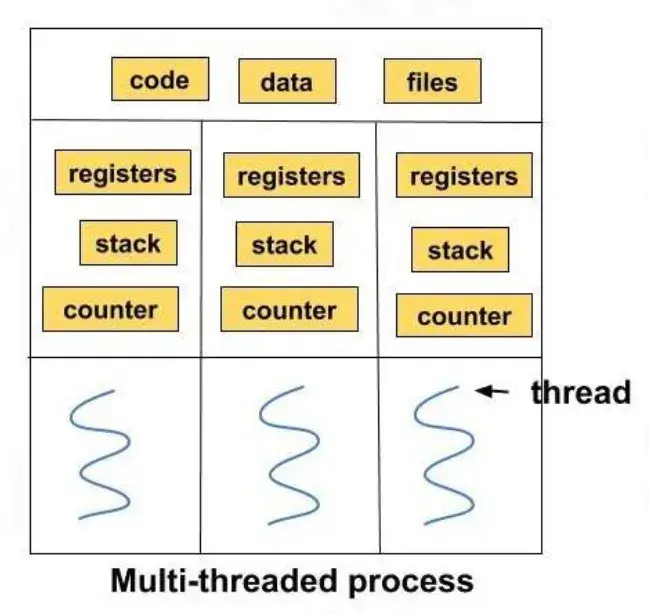 code data files
registers registers registers
stack stack stack
counter counter counter
thread
Multi-threaded process